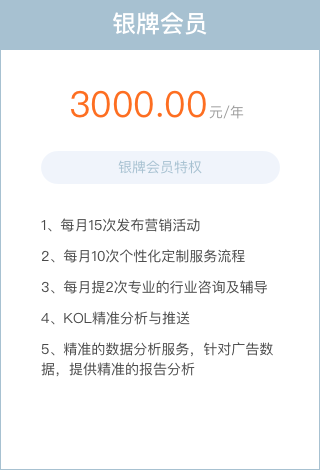 银牌会员
3000.00元/年
银牌会员特权
1、每月15次发布营销活动
2、每月10次个性化定制服务流程
3、每月提2次专业的行业咨询及辅导
4、KOL精准分析与推送
5、精准的数据分析服务，针对广告数
据，提供精准的报告分析